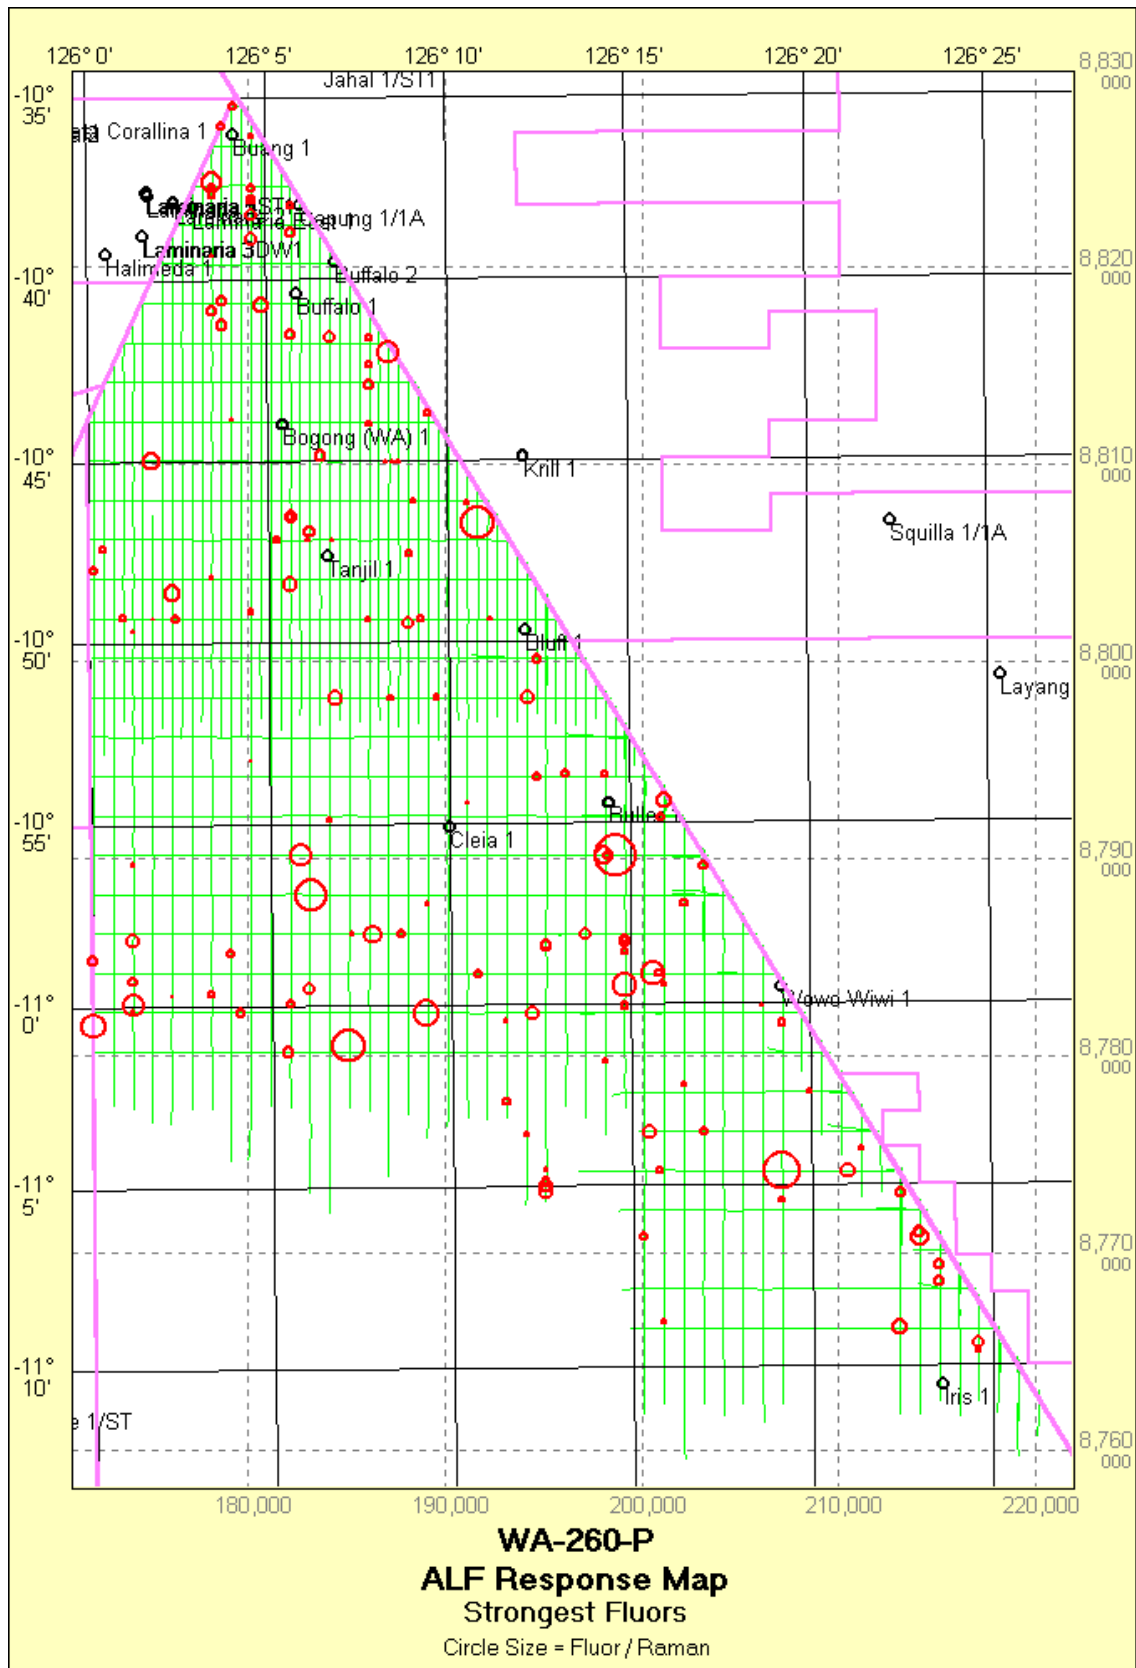 126° 0' 126° 5' 126° 10' 126° 15' 126° 20' 126° 25'
8,830
000
Jahal 1/ST1
-10°
35'
Corallina 1
Buang 1
Gapung 1/1A
Laminaria East 1
Laminaria 3DW1
Halimeda 1
Buffalo 2
8,820
000
-10°
40'
Buffalo 1
Bogong (WA) 1
Krill 1
8,810
000
-10°
45'
Squilla 1/1A
Tanjil 1
Bluff 1
-10°
50'
8,800
000
Layang
Rulle
-10°
55'
Cleia 1
8,790
000
Wowo Wiwi 1
-11°
0'
8,780
000
-11°
5'
8,770
000
-11°
10'
Iris 1
e 1/ST
8,760
000
180,000 190,000 200,000 210,000 220,000
WA-260-P
ALF Response Map
Strongest Fluors
Circle Size = Fluor / Raman